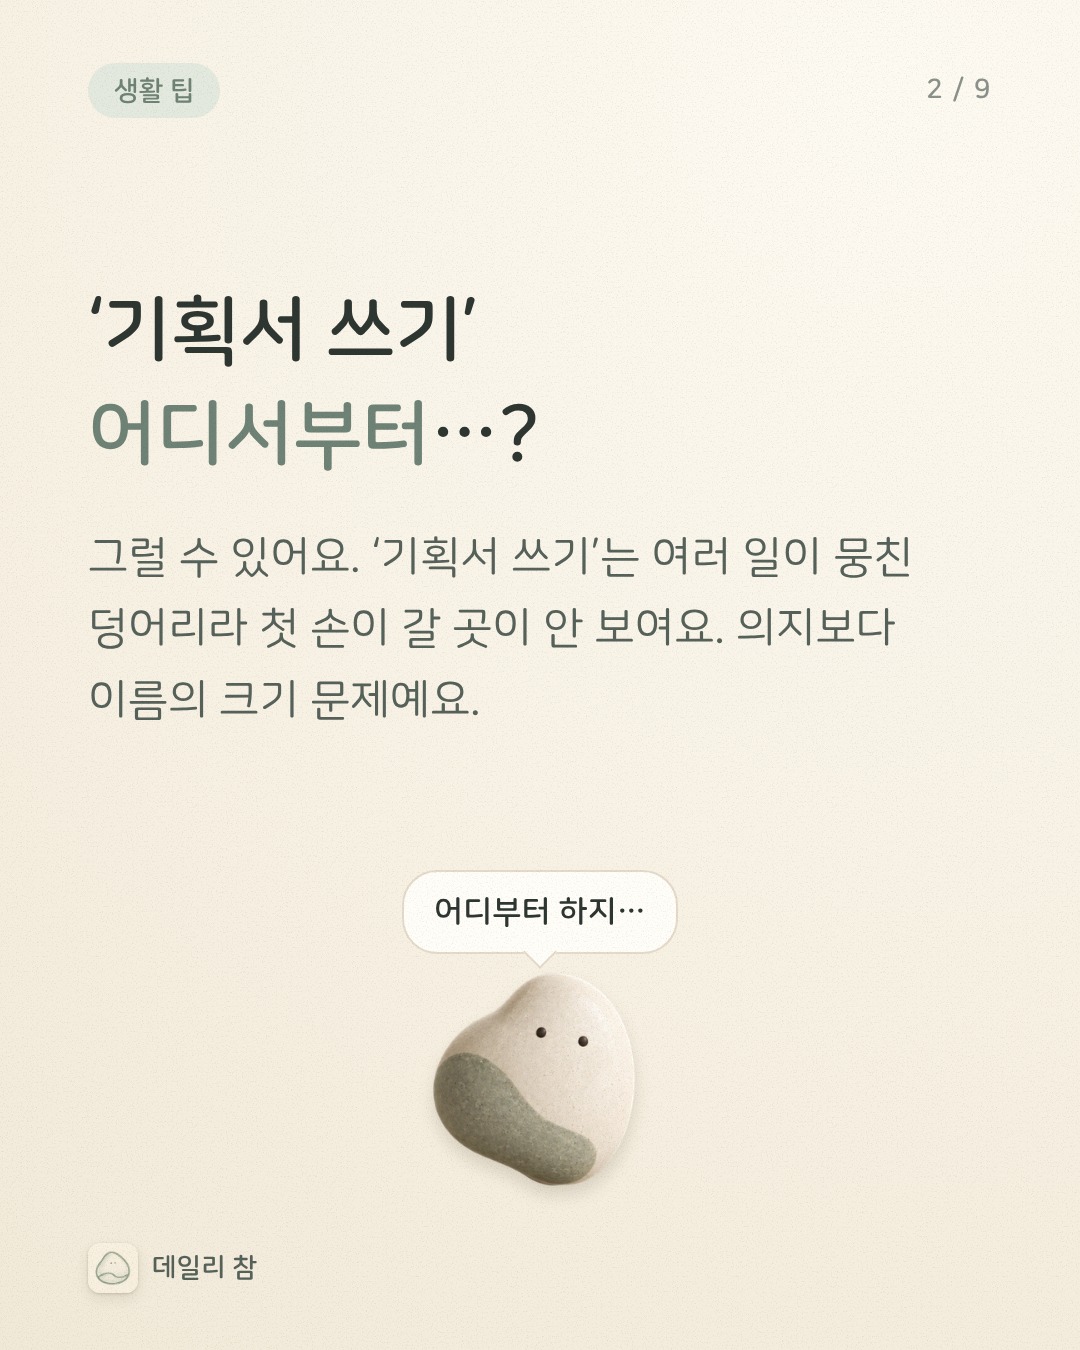 생활 팁
2 / 9
‘기획서 쓰기’
어디서부터…?
그럴 수 있어요. ‘기획서 쓰기’는 여러 일이 뭉친
덩어리라 첫 손이 갈 곳이 안 보여요. 의지보다
이름의 크기 문제예요.
어디부터 하지…
데일리 참